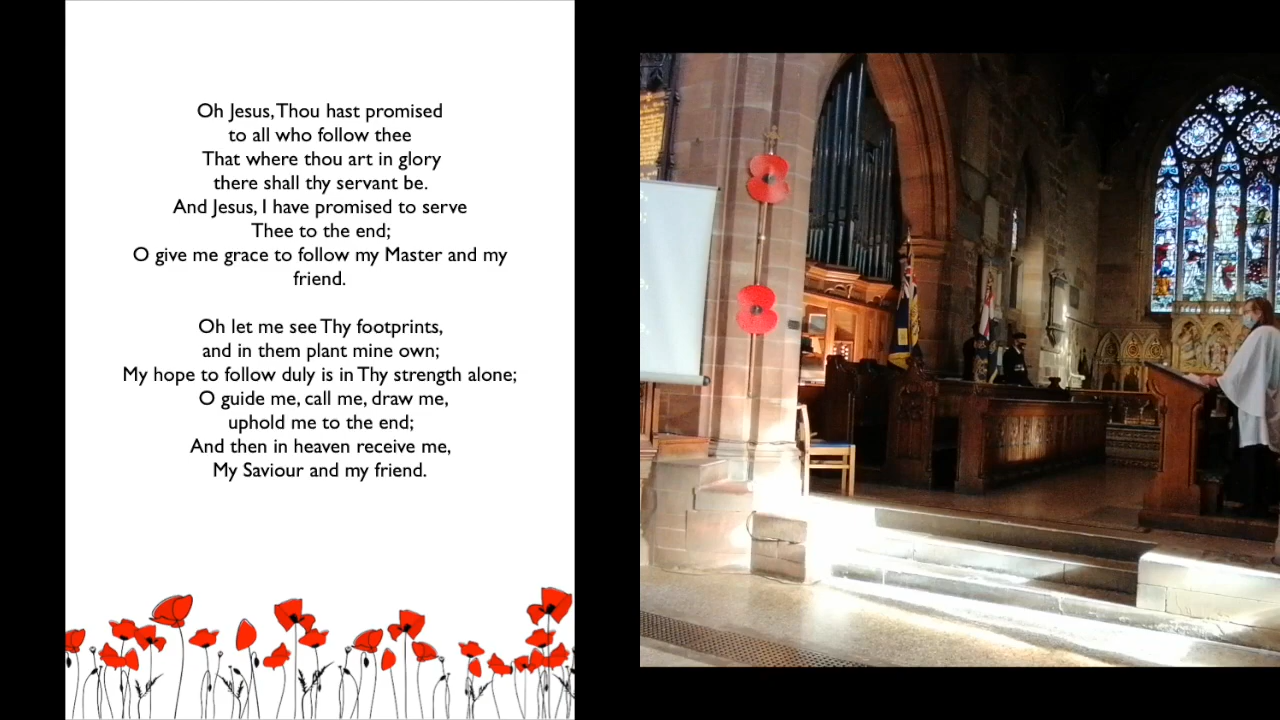 Oh Jesus, Thou hast promised
to all who follow thee
That where thou art in glory
there shall thy servant be.
And Jesus, I have promised to serve
Thee to the end;
O give me grace to follow my Master and my
friend.
Oh let me see Thy footprints,
and in them plant mine own;
My hope to follow duly is in Thy strength alone;
O guide me, call me, draw me,
uphold me to the end;
And then in heaven receive me,
My Saviour and my friend.